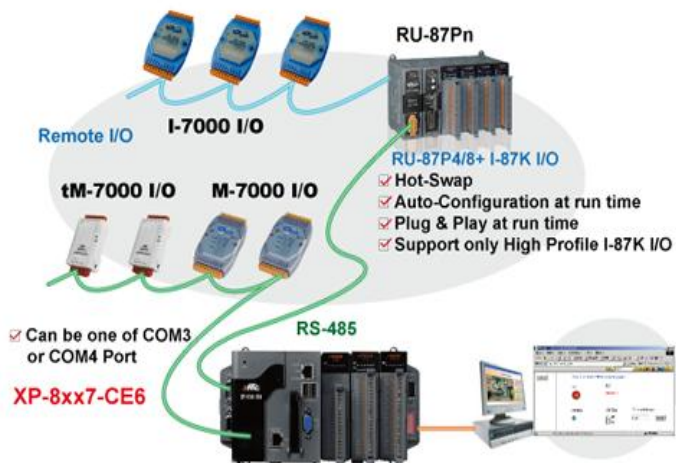 RU-87Pn
I-7000 I/O
Remote I/O
RU-87P4/8+ I-87K I/O
Hot-Swap
Auto-Configuration at run time
Plug & Play at run time
Support only High Profile I-87K I/O
tM-7000 I/O
M-7000 I/O
RS-485
Can be one of COM3
or COM4 Port
XP-8xx7-CE6